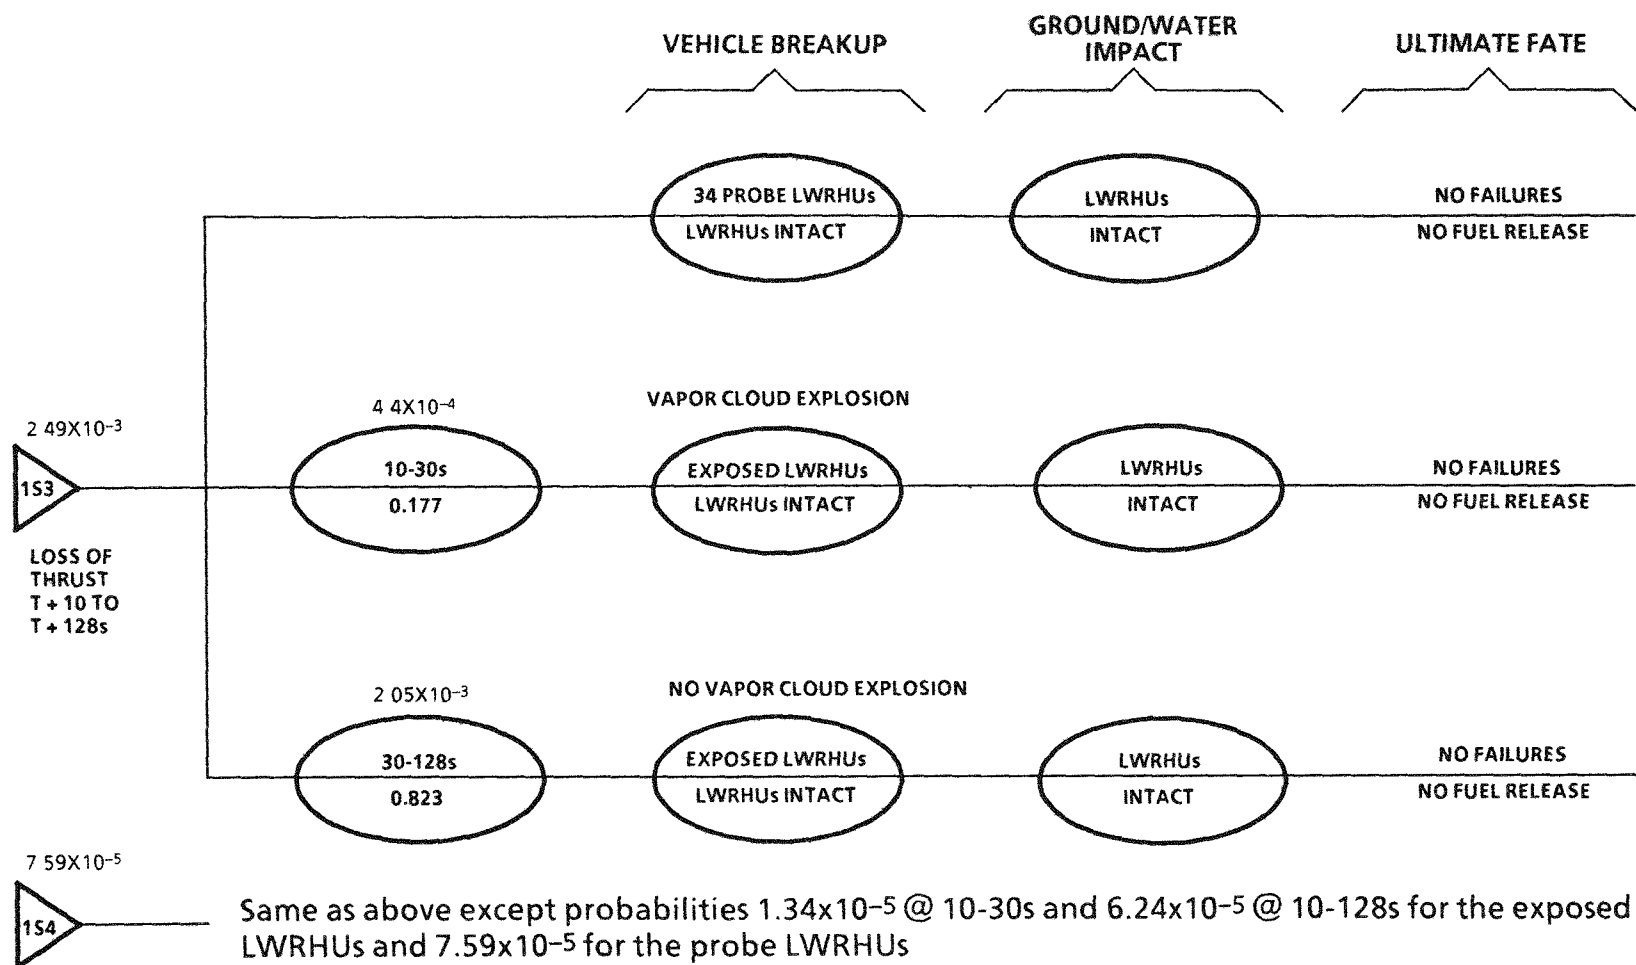 VEHICLE BREAKUP
GROUND/WATER
IMPACT
ULTIMATE FATE
34 PROBE LWRHUs
LWRHUs INTACT
LWRHUs
INTACT
NO FAILURES
NO FUEL RELEASE
2 49X10⁻³
1S3
LOSS OF
THRUST
T + 10 TO
T + 128s
4 4X10⁻⁴
10-30s
0.177
VAPOR CLOUD EXPLOSION
EXPOSED LWRHUs
LWRHUs INTACT
LWRHUs
INTACT
NO FAILURES
NO FUEL RELEASE
2 05X10⁻³
30-128s
0.823
NO VAPOR CLOUD EXPLOSION
EXPOSED LWRHUs
LWRHUs INTACT
LWRHUs
INTACT
NO FAILURES
NO FUEL RELEASE
7 59X10⁻⁵
1S4
Same as above except probabilities 1.34x10⁻⁵ @ 10-30s and 6.24x10⁻⁵ @ 10-128s for the exposed
LWRHUs and 7.59x10⁻⁵ for the probe LWRHUs